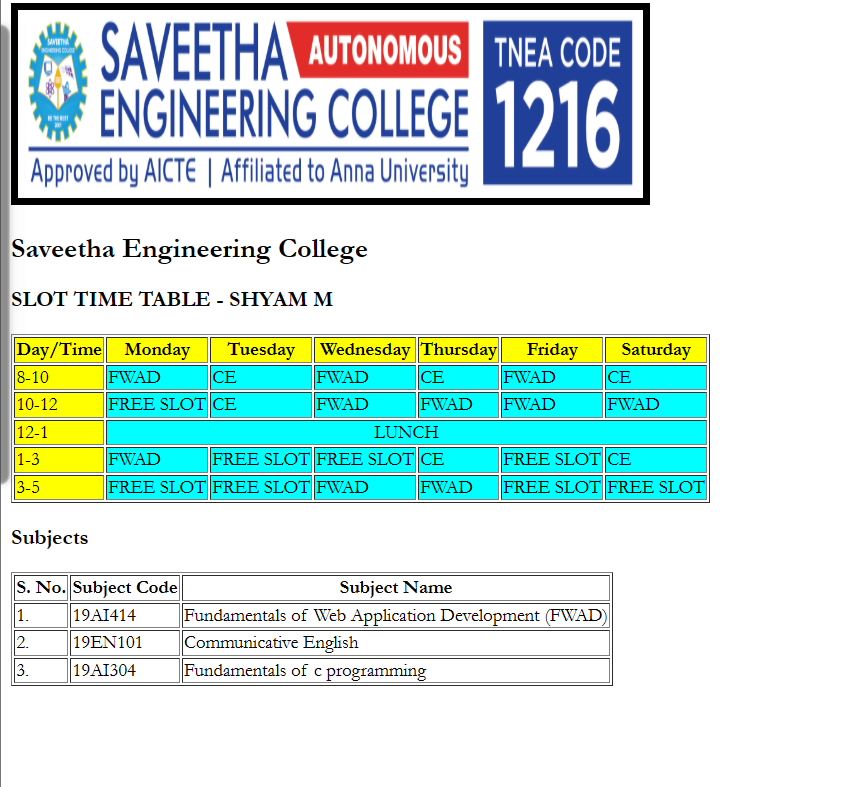 SAVEETHA AUTONOMOUS
ENGINEERING COLLEGE
Approved by AICTE | Affiliated to Anna University
TNEA CODE
1216
Saveetha Engineering College
SLOT TIME TABLE - SHYAM M
Day/Time Monday Tuesday Wednesday Thursday Friday Saturday
8-10 FWAD CE FWAD CE FWAD CE
10-12 FREE SLOT CE FWAD FWAD FWAD FWAD
12-1 LUNCH
1-3 FWAD FREE SLOT FREE SLOT CE FREE SLOT CE
3-5 FREE SLOT FREE SLOT FWAD FWAD FREE SLOT FREE SLOT
Subjects
S. No. Subject Code Subject Name
1. 19AI414 Fundamentals of Web Application Development (FWAD)
2. 19EN101 Communicative English
3. 19AI304 Fundamentals of c programming